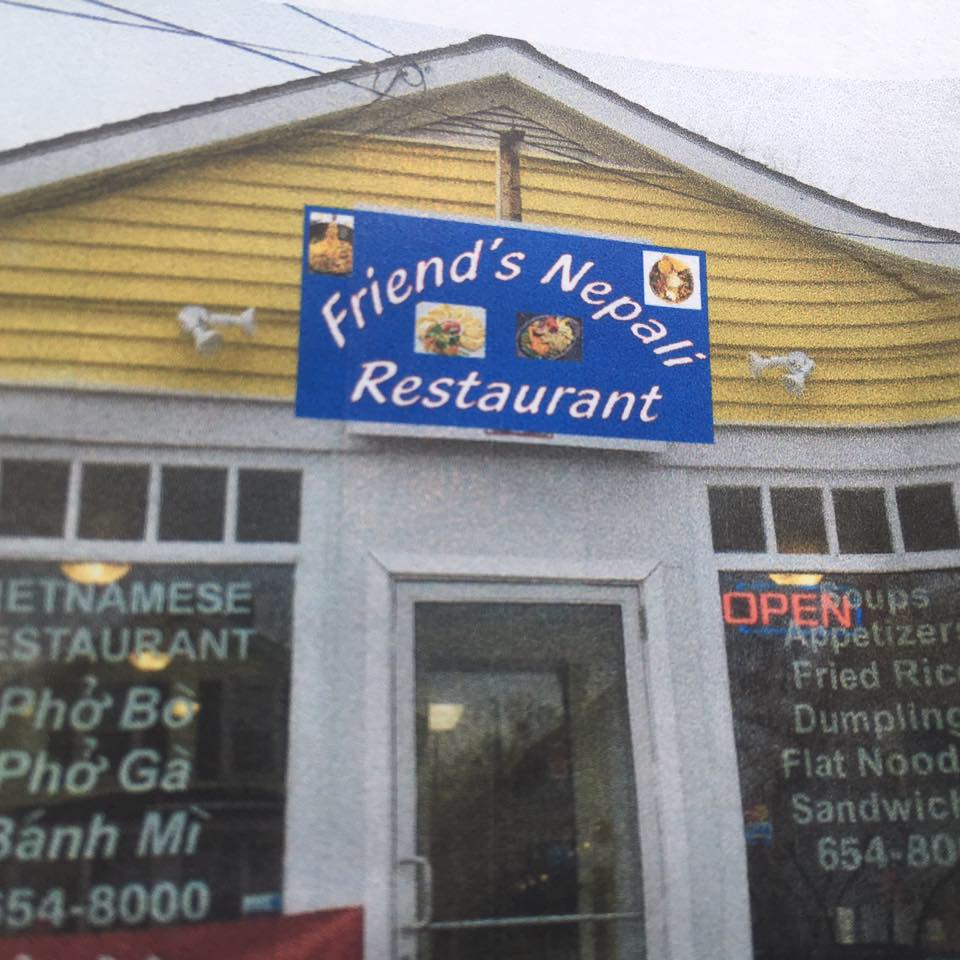 Friend's Nepali
Restaurant
IETNAMESE
ESTAURANT
Phở Bò
Phở Gà
Bánh Mì
654-8000
OPEN
Soups
Appetizers
Fried Ric
Dumpling
Flat Nood
Sandwich
654-80